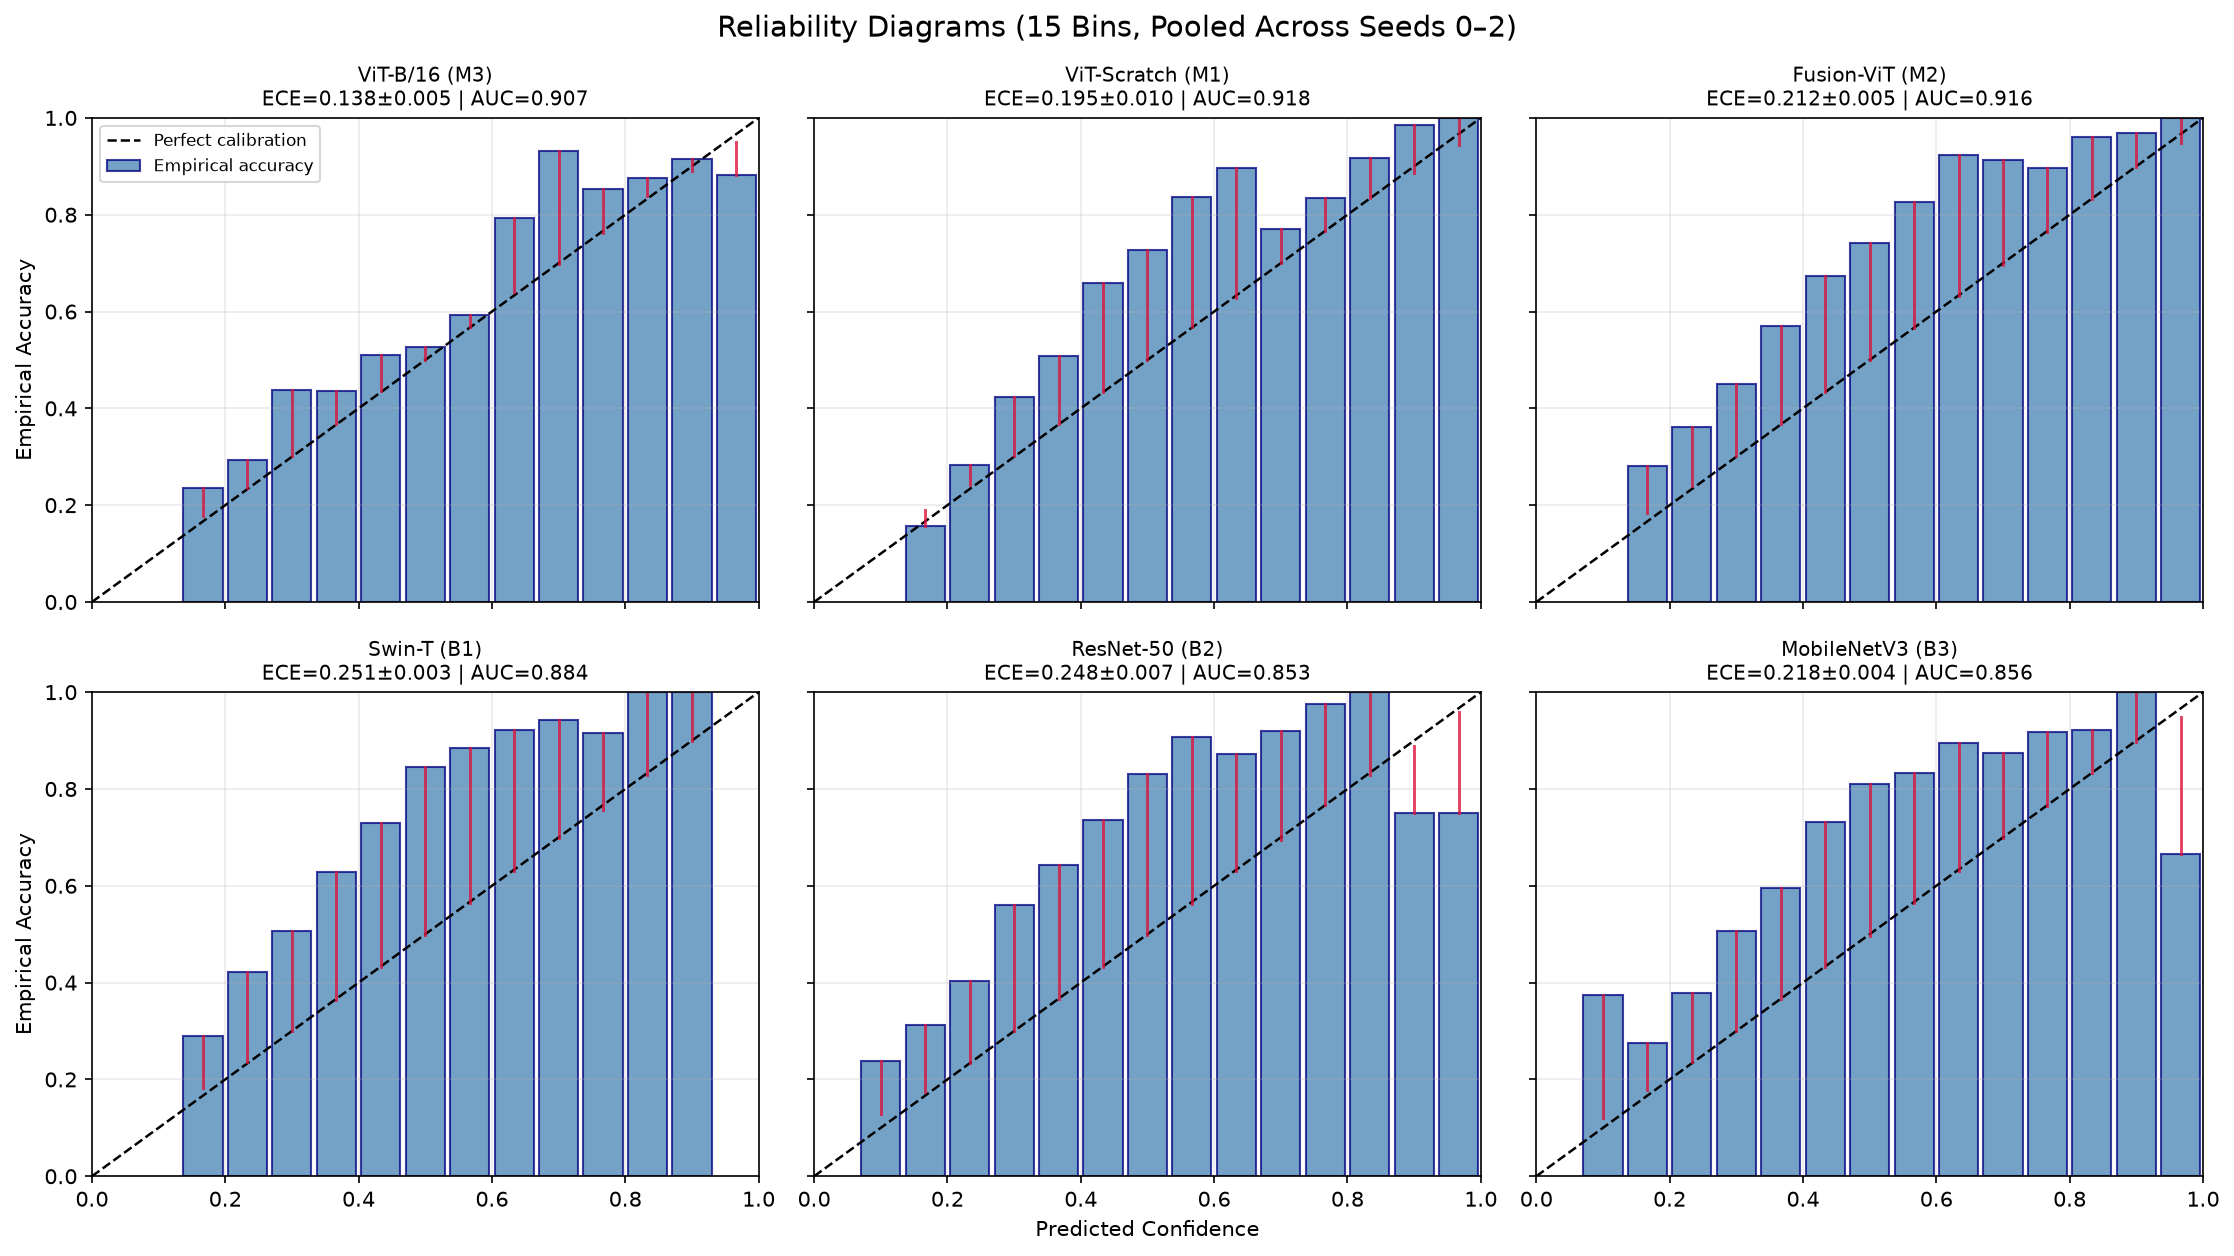 Reliability Diagrams (15 Bins, Pooled Across Seeds 0–2)
ViT-B/16 (M3)
ECE=0.138±0.005 | AUC=0.907
ViT-Scratch (M1)
ECE=0.195±0.010 | AUC=0.918
Fusion-ViT (M2)
ECE=0.212±0.005 | AUC=0.916
Perfect calibration
Empirical accuracy
Empirical Accuracy
1.0
0.8
0.6
0.4
0.2
0.0
Swin-T (B1)
ECE=0.251±0.003 | AUC=0.884
ResNet-50 (B2)
ECE=0.248±0.007 | AUC=0.853
MobileNetV3 (B3)
ECE=0.218±0.004 | AUC=0.856
Empirical Accuracy
1.0
0.8
0.6
0.4
0.2
0.0
0.0 0.2 0.4 0.6 0.8 1.0
0.0 0.2 0.4 0.6 0.8 1.0
0.0 0.2 0.4 0.6 0.8 1.0
Predicted Confidence